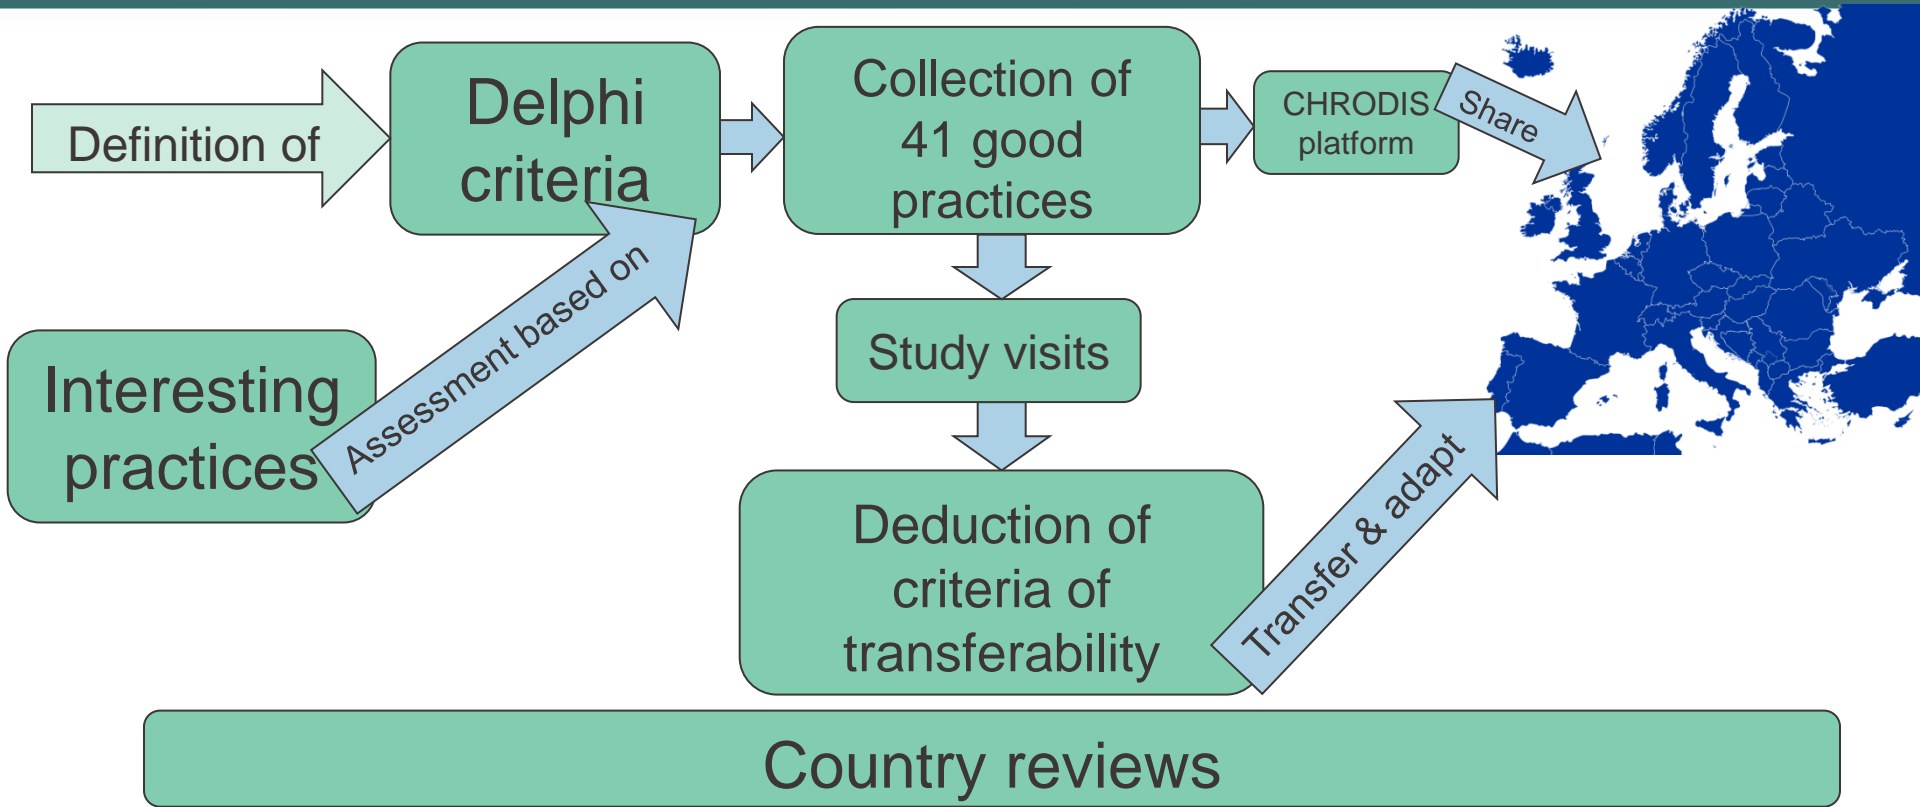 Definition of
Delphi
criteria
Collection of
41 good
practices
CHRODIS
platform
Share
Interesting
practices
Assessment based on
Study visits
Deduction of
criteria of
transferability
Transfer & adapt
Country reviews